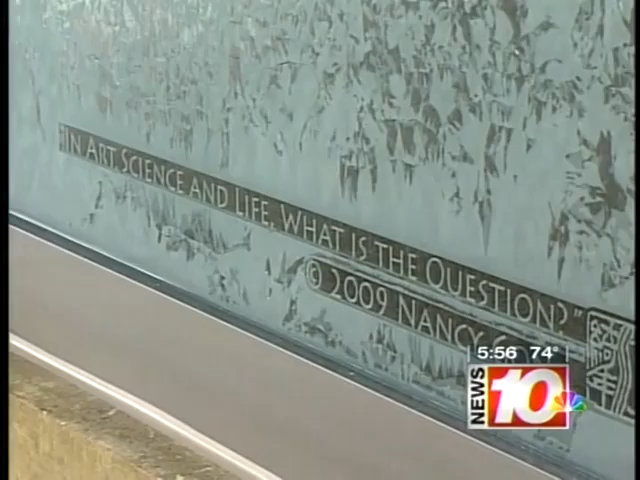 "In Art, Science and Life, What Is the Question?"
© 2009 Nancy
5:56 74°
NEWS 10